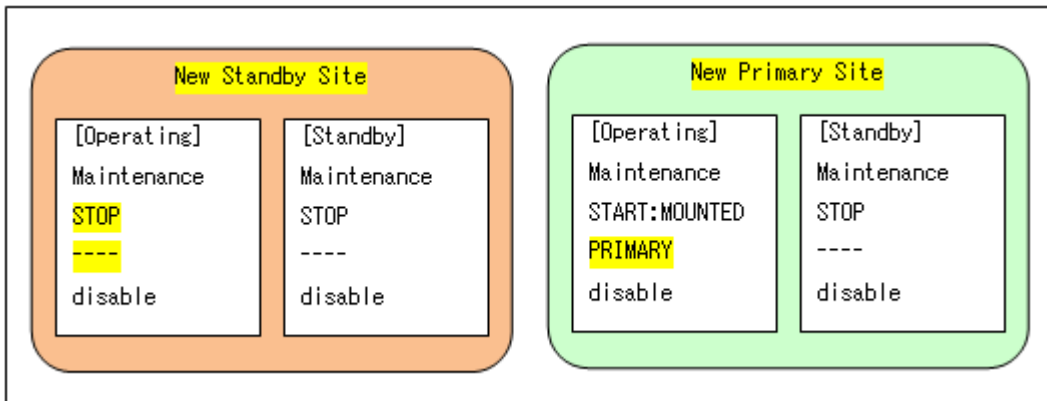 New Standby Site
[Operating]
Maintenance
STOP
----
disable
[Standby]
Maintenance
STOP
----
disable
New Primary Site
[Operating]
Maintenance
START:MOUNTED
PRIMARY
disable
[Standby]
Maintenance
STOP
----
disable